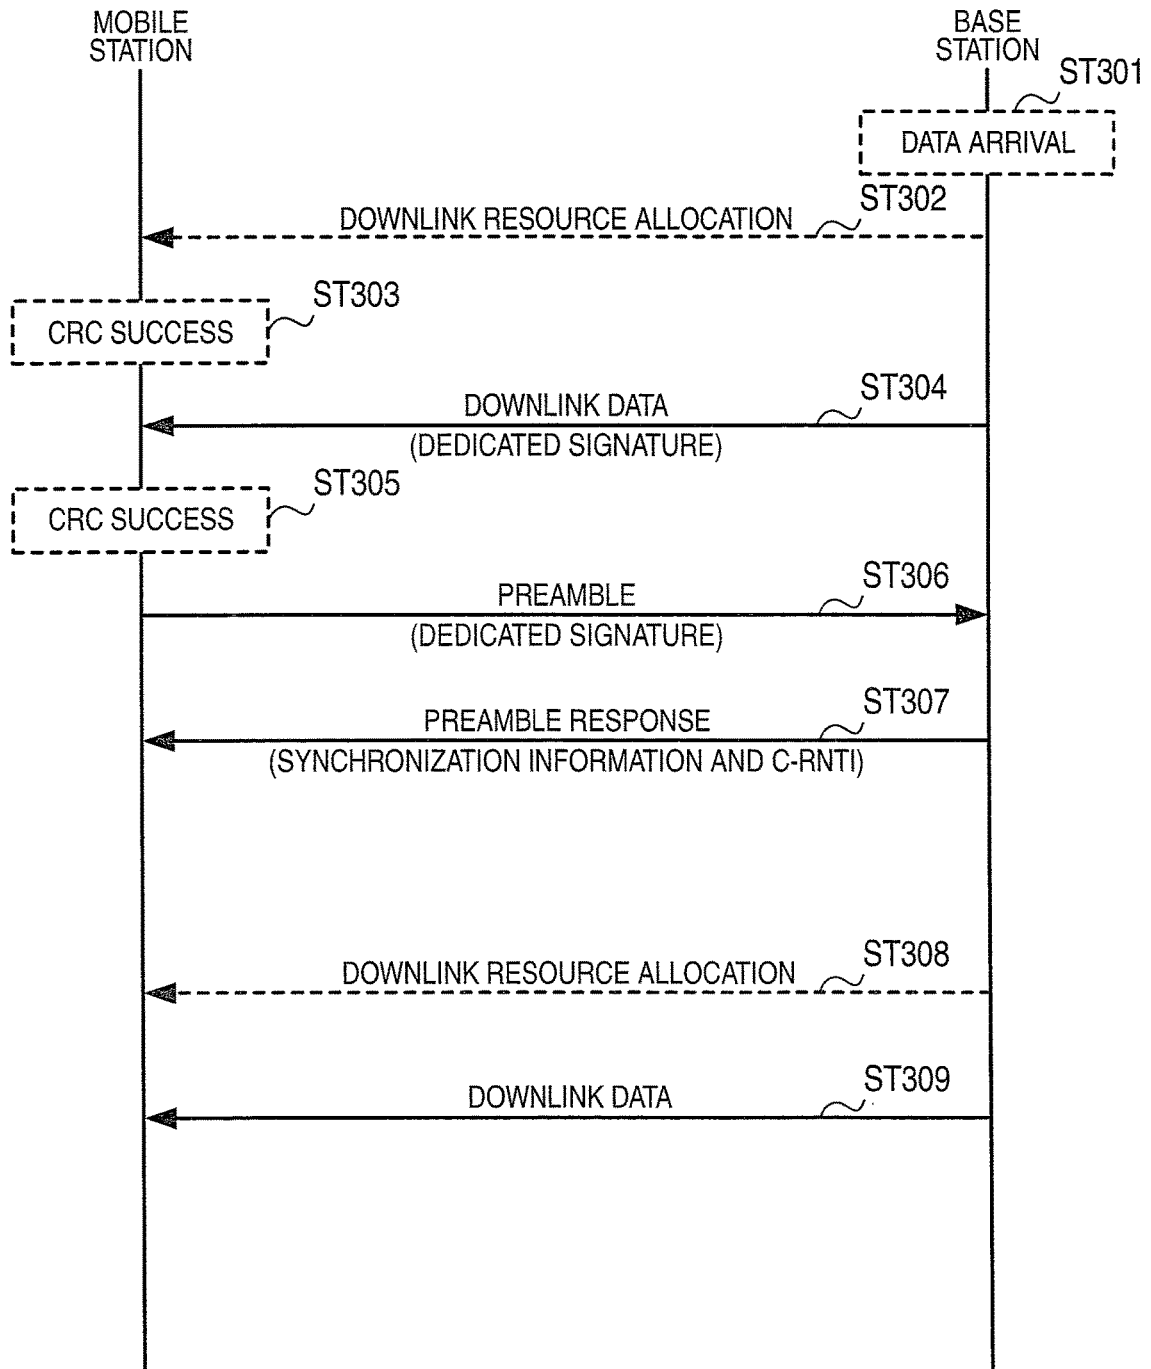 MOBILE
STATION
BASE
STATION
ST301
DATA ARRIVAL
ST302
DOWNLINK RESOURCE ALLOCATION
ST303
CRC SUCCESS
ST304
DOWNLINK DATA
(DEDICATED SIGNATURE)
ST305
CRC SUCCESS
ST306
PREAMBLE
(DEDICATED SIGNATURE)
ST307
PREAMBLE RESPONSE
(SYNCHRONIZATION INFORMATION AND C-RNTI)
ST308
DOWNLINK RESOURCE ALLOCATION
ST309
DOWNLINK DATA